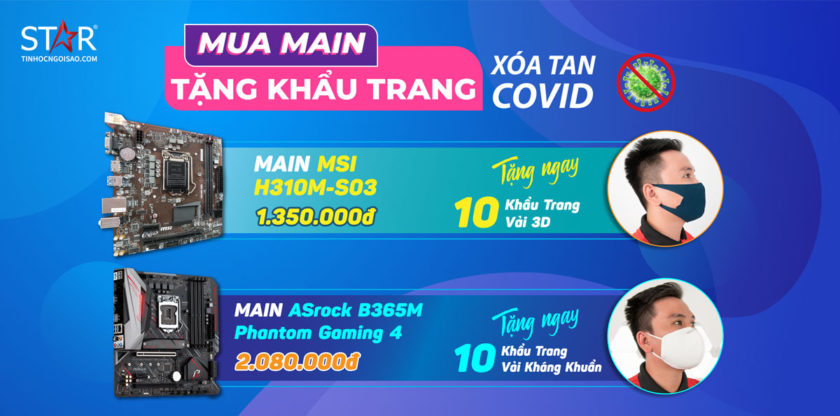 STAR®
TINHOCNGOISAO.COM
MUA MAIN
TẶNG KHẨU TRANG
XÓA TAN
COVID
MAIN MSI
H310M-S03
1.350.000đ
Tặng ngay
10 Khẩu Trang
Vải 3D
MAIN ASrock B365M
Phantom Gaming 4
2.080.000đ
Tặng ngay
10 Khẩu Trang
Vải Kháng Khuẩn